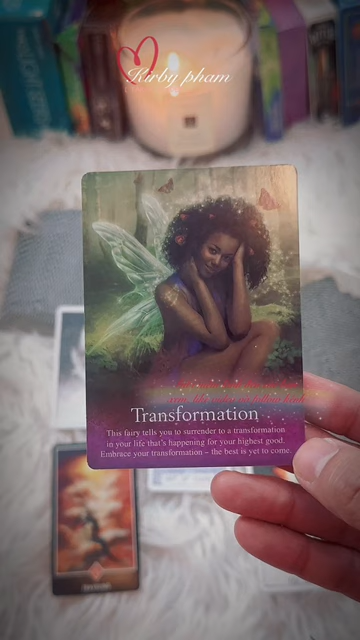 Kirby pham
Transformation
This fairy tells you to surrender to a transformation
in your life that's happening for your highest good.
Embrace your transformation – the best is yet to come.